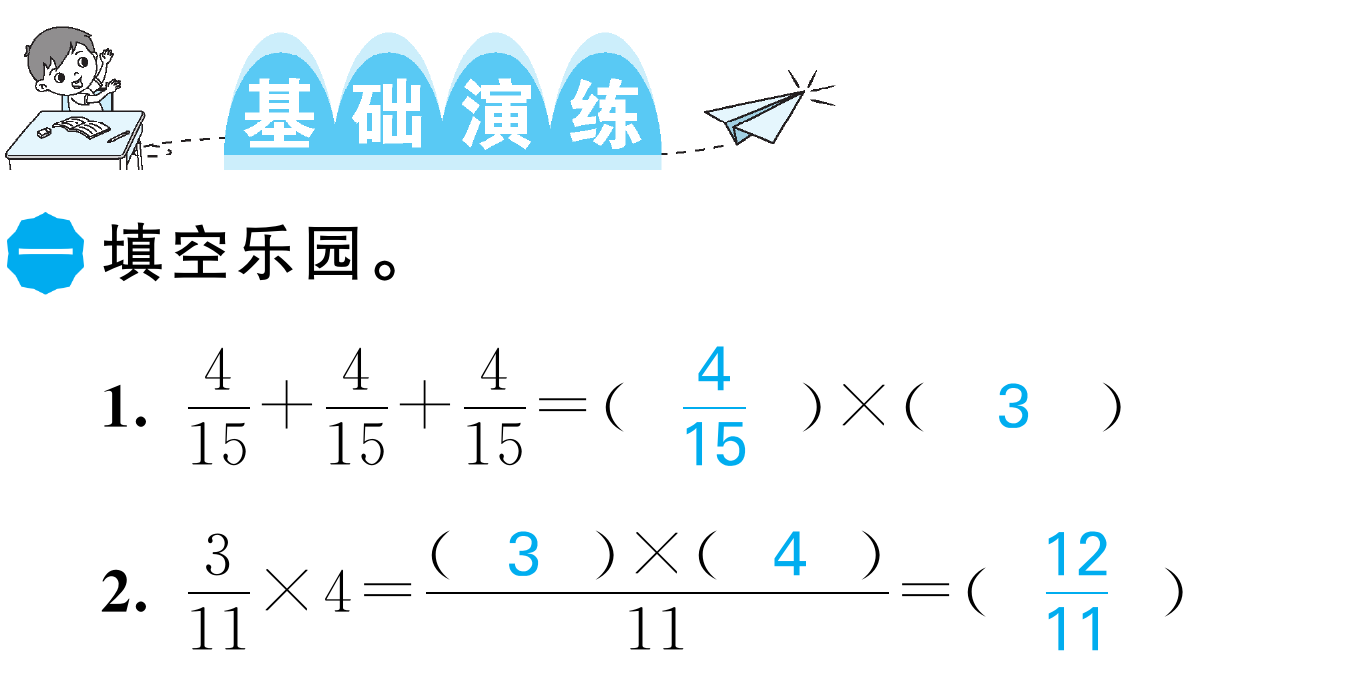 基础演练
一 填空乐园。
1. 4/15+4/15+4/15=( 4/15 )×( 3 )
2. 3/11×4=( 3 )×( 4 )/11=( 12/11 )